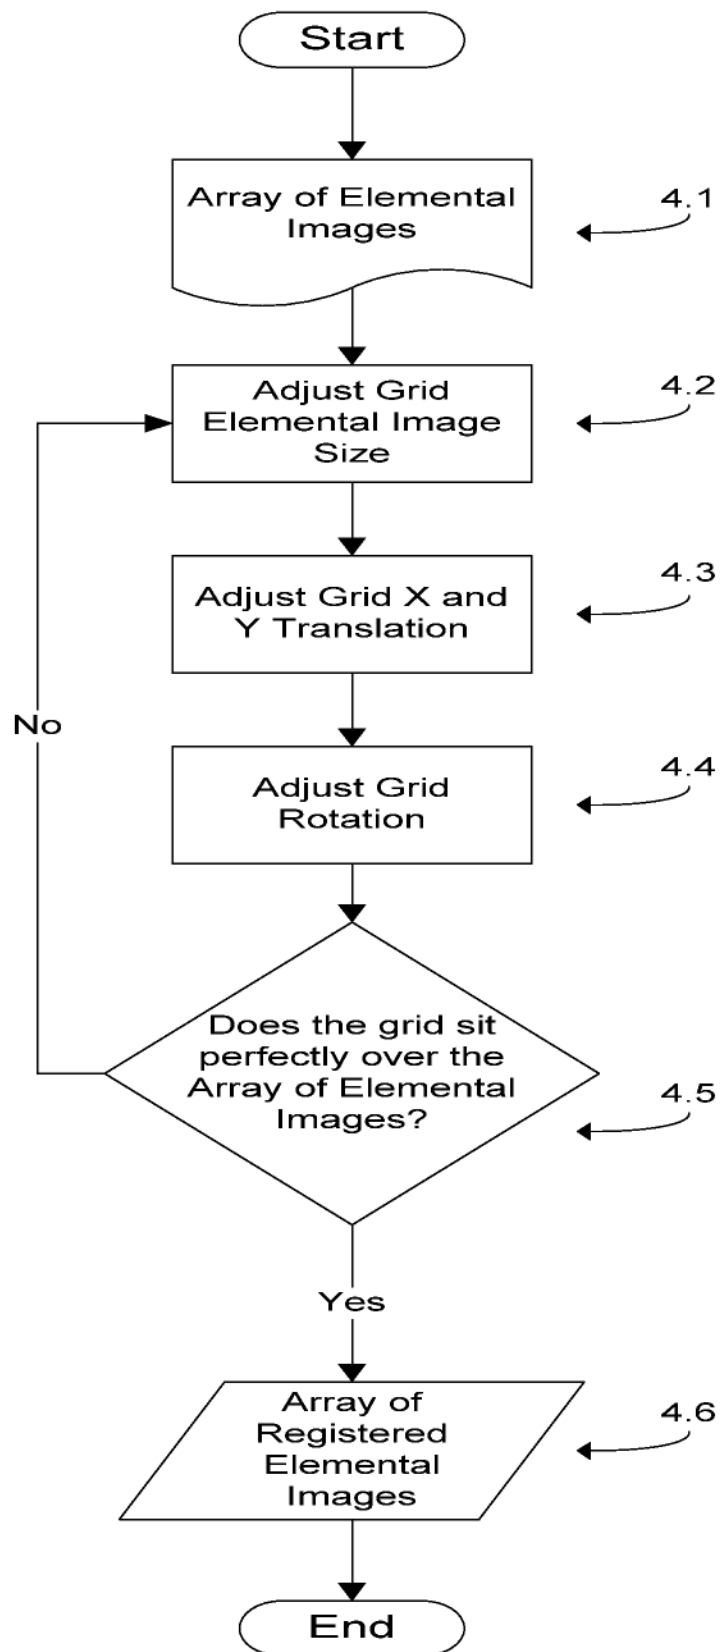 Start
Array of Elemental
Images
4.1
Adjust Grid
Elemental Image
Size
4.2
Adjust Grid X and
Y Translation
4.3
No
Adjust Grid
Rotation
4.4
Does the grid sit
perfectly over the
Array of Elemental
Images?
4.5
Yes
Array of
Registered
Elemental
Images
4.6
End